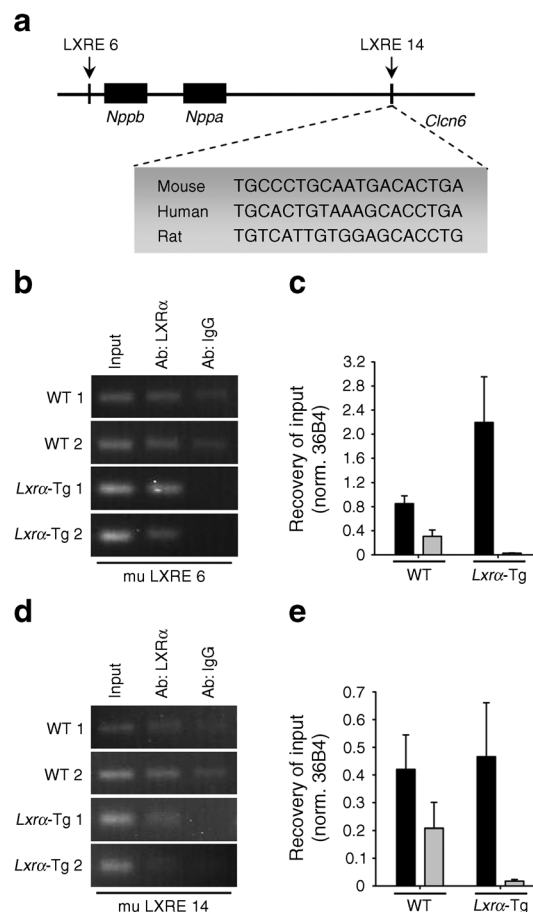 a
LXRE 6
LXRE 14
Nppb
Nppa
Clcn6
Mouse TGCCCTGCAATGACACTGA
Human TGCACTGTAAAGCACCTGA
Rat TGTCATTGTGGAGCACCTG
b
Input
Ab: LXRα
Ab: IgG
WT 1
WT 2
Lxrα-Tg 1
Lxrα-Tg 2
mu LXRE 6
c
Recovery of input
(norm. 36B4)
3.2
2.8
2.4
2.0
1.6
1.2
0.8
0.4
0
WT
Lxrα-Tg
d
Input
Ab: LXRα
Ab: IgG
WT 1
WT 2
Lxrα-Tg 1
Lxrα-Tg 2
mu LXRE 14
e
Recovery of input
(norm. 36B4)
0.7
0.6
0.5
0.4
0.3
0.2
0.1
0
WT
Lxrα-Tg